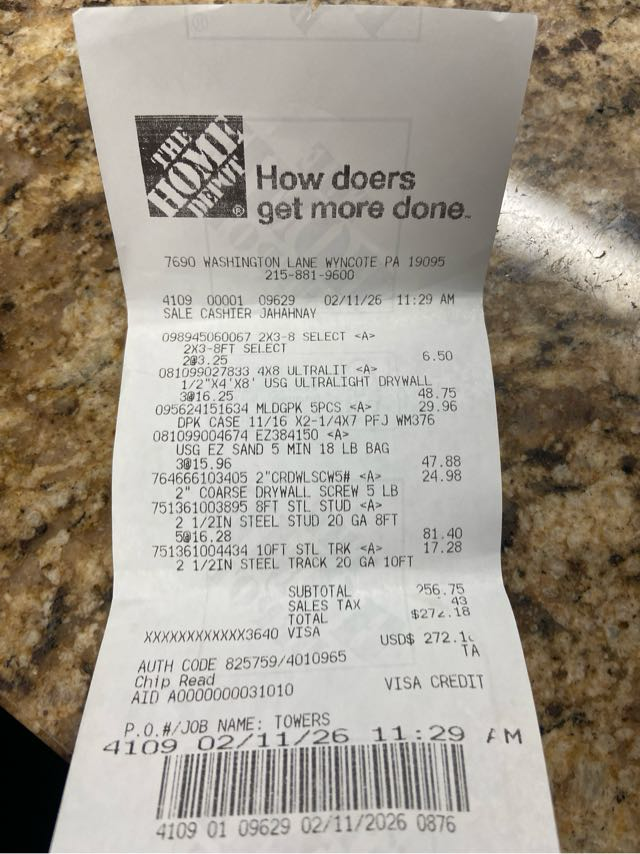 THE
HOME
DEPOT
How doers
get more done.
7690 WASHINGTON LANE WYNCOTE PA 19095
215-881-9600
4109 00001 09629 02/11/26 11:29 AM
SALE CASHIER JAHAHNAY
098945060067 2X3-8 SELECT <A>
2X3-8FT SELECT
2@3.25 6.50
081099027833 4X8 ULTRALIT <A>
1/2"X4'X8' USG ULTRALIGHT DRYWALL
3@16.25 48.75
095624151634 MLDGPK 5PCS <A> 29.96
DPK CASE 11/16 X2-1/4X7 PFJ WM376
081099004674 EZ384150 <A>
USG EZ SAND 5 MIN 18 LB BAG
3@15.96 47.88
764666103405 2"CRDWLSCW5# <A> 24.98
2" COARSE DRYWALL SCREW 5 LB
751361003895 8FT STL STUD <A>
2 1/2IN STEEL STUD 20 GA 8FT
5@16.28 81.40
751361004434 10FT STL TRK <A> 17.28
2 1/2IN STEEL TRACK 20 GA 10FT
SUBTOTAL 256.75
SALES TAX
TOTAL $272.18
XXXXXXXXXXXX3640 VISA
USD$
TA
AUTH CODE 825759/4010965
Chip Read
AID A0000000031010 VISA CREDIT
P.O.#/JOB NAME: TOWERS
4109 02/11/26 11:29 AM
4109 01 09629 02/11/2026 0876